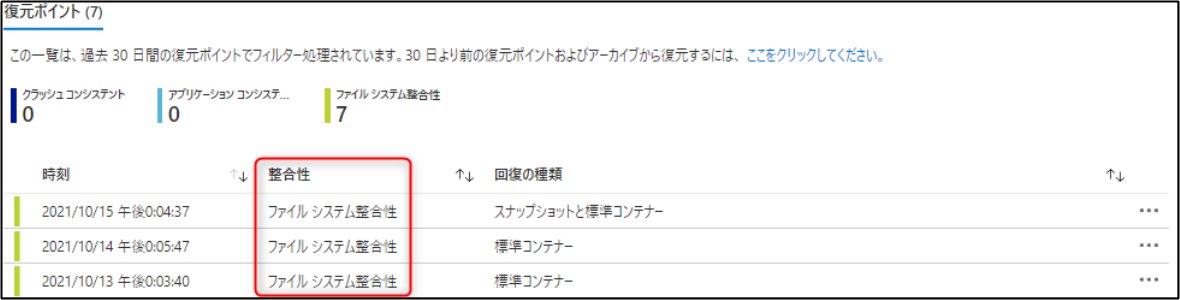 復元ポイント (7)
この一覧は、過去 30 日間の復元ポイントでフィルター処理されています。30 日より前の復元ポイントおよびアーカイブから復元するには、 ここをクリックしてください。
クラッシュ コンシステント アプリケーション コンシステ... ファイル システム整合性
0 0 7
時刻 ↑↓ 整合性 ↑↓ 回復の種類 ↑↓
2021/10/15 午後0:04:37 ファイル システム整合性 スナップショットと標準コンテナー ...
2021/10/14 午後0:05:47 ファイル システム整合性 標準コンテナー ...
2021/10/13 午後0:03:40 ファイル システム整合性 標準コンテナー ...